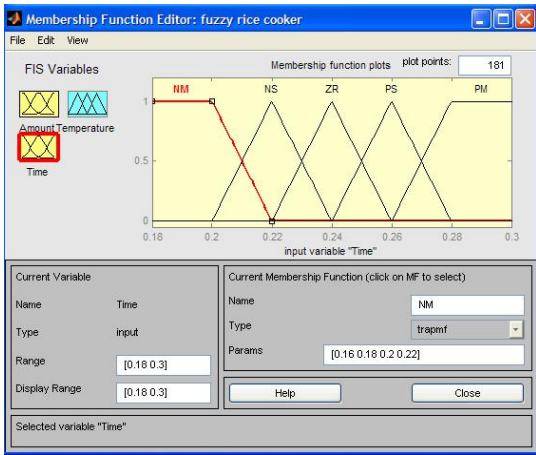 Membership Function Editor: fuzzy rice cooker
File Edit View
FIS Variables
Membership function plots plot points: 181
NM NS ZR PS PM
Amount Temperature
Time
1
0.5
0
0.18 0.2 0.22 0.24 0.26 0.28 0.3
input variable "Time"
Current Variable
Name Time
Type input
Range [0.18 0.3]
Display Range [0.18 0.3]
Current Membership Function (click on MF to select)
Name NM
Type trapmf
Params [0.16 0.18 0.2 0.22]
Help Close
Selected variable "Time"